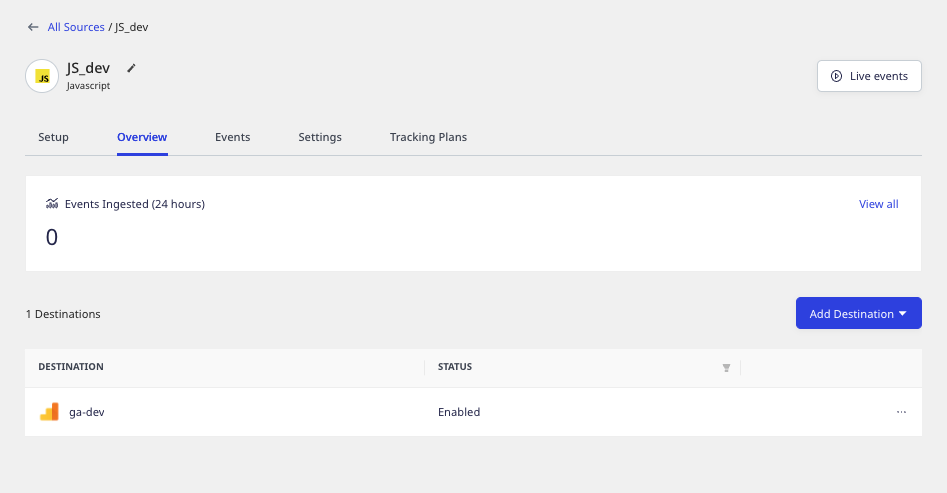 All Sources / JS_dev
JS
JS_dev
Javascript
Live events
Setup Overview Events Settings Tracking Plans
Events Ingested (24 hours) View all
0
1 Destinations Add Destination
DESTINATION STATUS
ga-dev Enabled ...